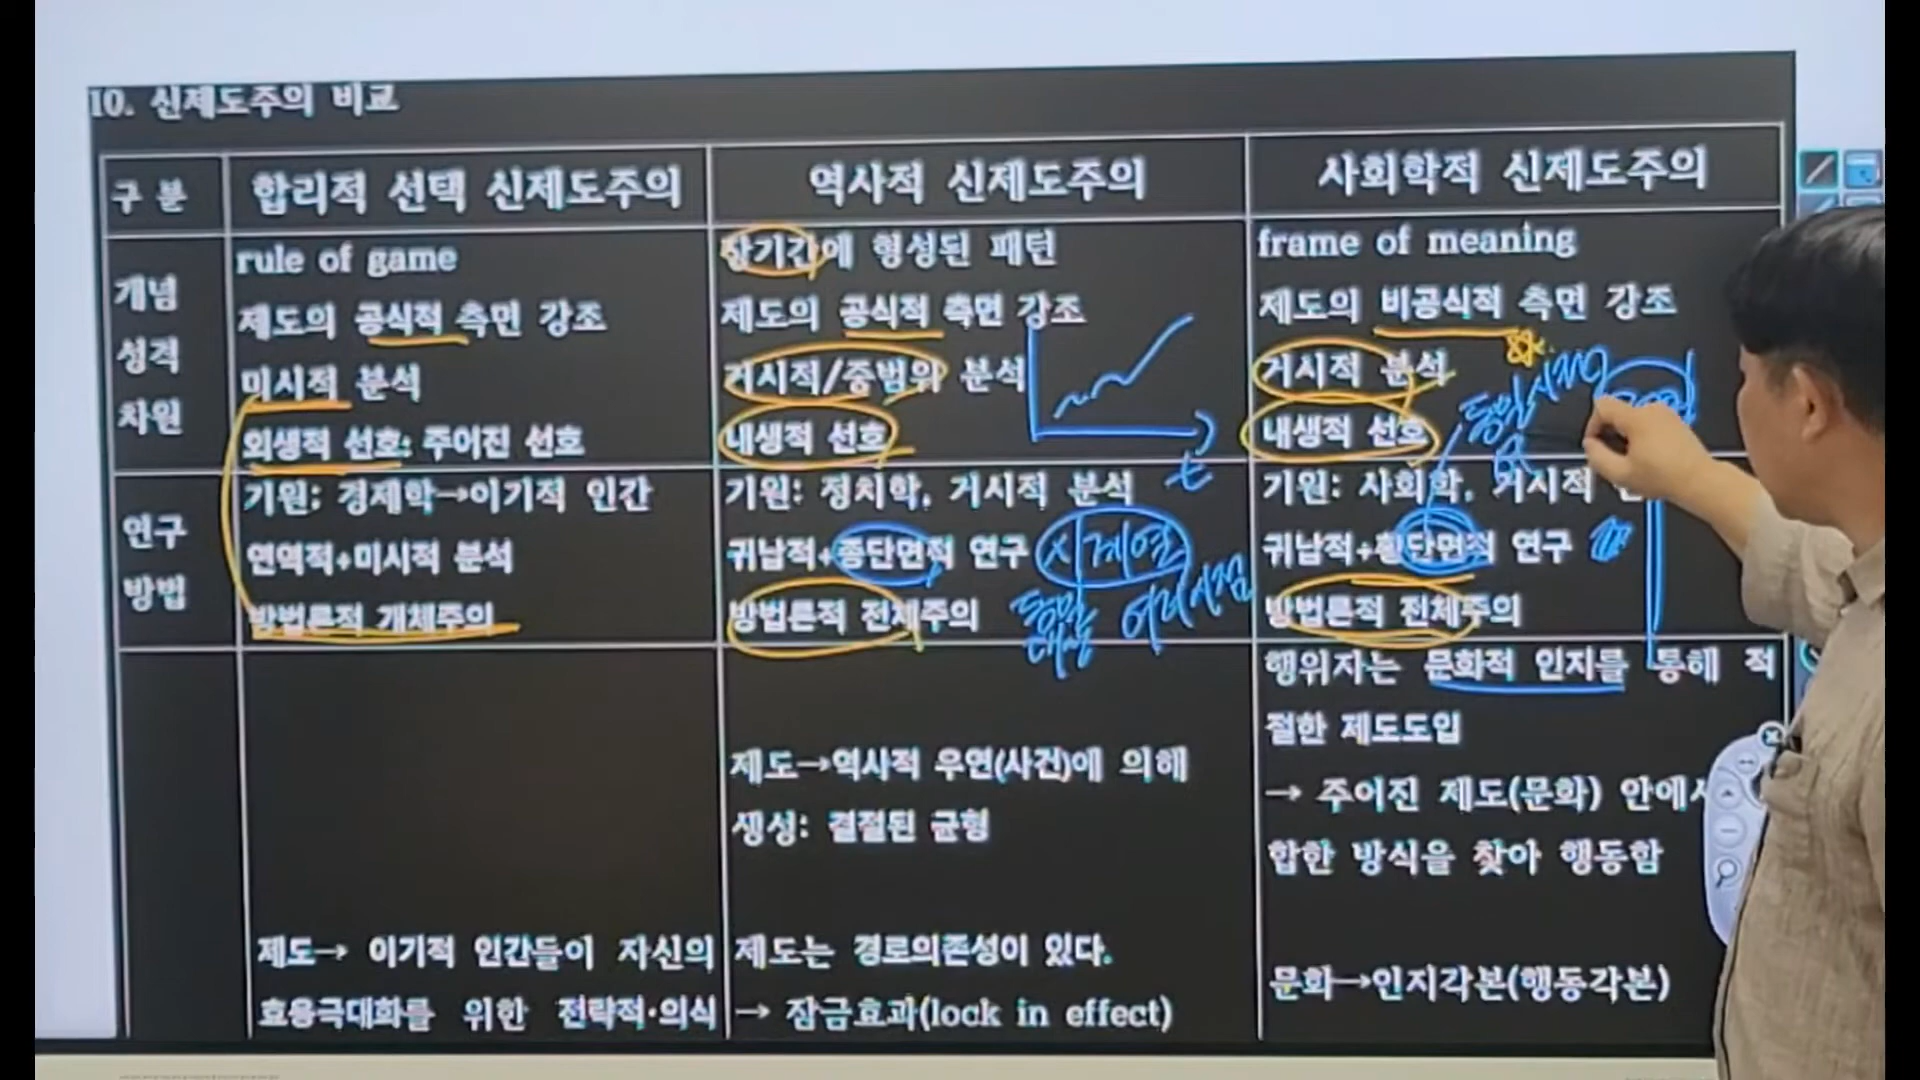 10. 신제도주의 비교
구 분
합리적 선택 신제도주의
역사적 신제도주의
사회학적 신제도주의
개념
성격
차원
rule of game
제도의 공식적 측면 강조
미시적 분석
외생적 선호: 주어진 선호
장기간에 형성된 패턴
제도의 공식적 측면 강조
거시적/중범위 분석
내생적 선호
t
frame of meaning
제도의 비공식적 측면 강조
거시적 분석
내생적 선호
동일시점
연구
방법
기원: 경제학→이기적 인간
연역적+미시적 분석
방법론적 개체주의
기원: 정치학, 거시적 분석
귀납적+종단면적 연구
시계열
방법론적 전체주의
동일 여러시점
대상
기원: 사회학, 거시적
귀납적+횡단면적 연구
방법론적 전체주의
제도→ 이기적 인간들이 자신의
효용극대화를 위한 전략적·의식
제도→역사적 우연(사건)에 의해
생성: 결절된 균형
제도는 경로의존성이 있다.
→ 잠금효과(lock in effect)
행위자는 문화적 인지를 통해 적
절한 제도도입
→ 주어진 제도(문화) 안에서
합한 방식을 찾아 행동함
문화→인지각본(행동각본)